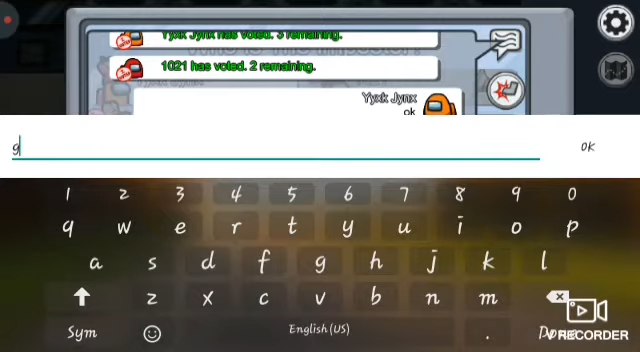 Yyxk Jynx has voted. 3 remaining.
1021 has voted. 2 remaining.
Yyxk Jynx
ok
g
OK
1 2 3 4 5 6 7 8 9 0
q w e r t y u i o p
a s d f g h j k l
z x c v b n m
Sym
English(US)
.
V RECORDER